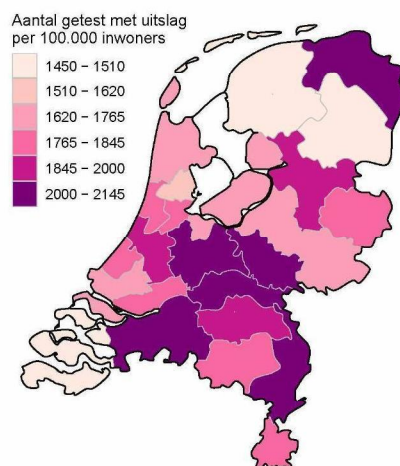 Aantal getest met uitslag
per 100.000 inwoners
1450 − 1510
1510 − 1620
1620 − 1765
1765 − 1845
1845 − 2000
2000 − 2145